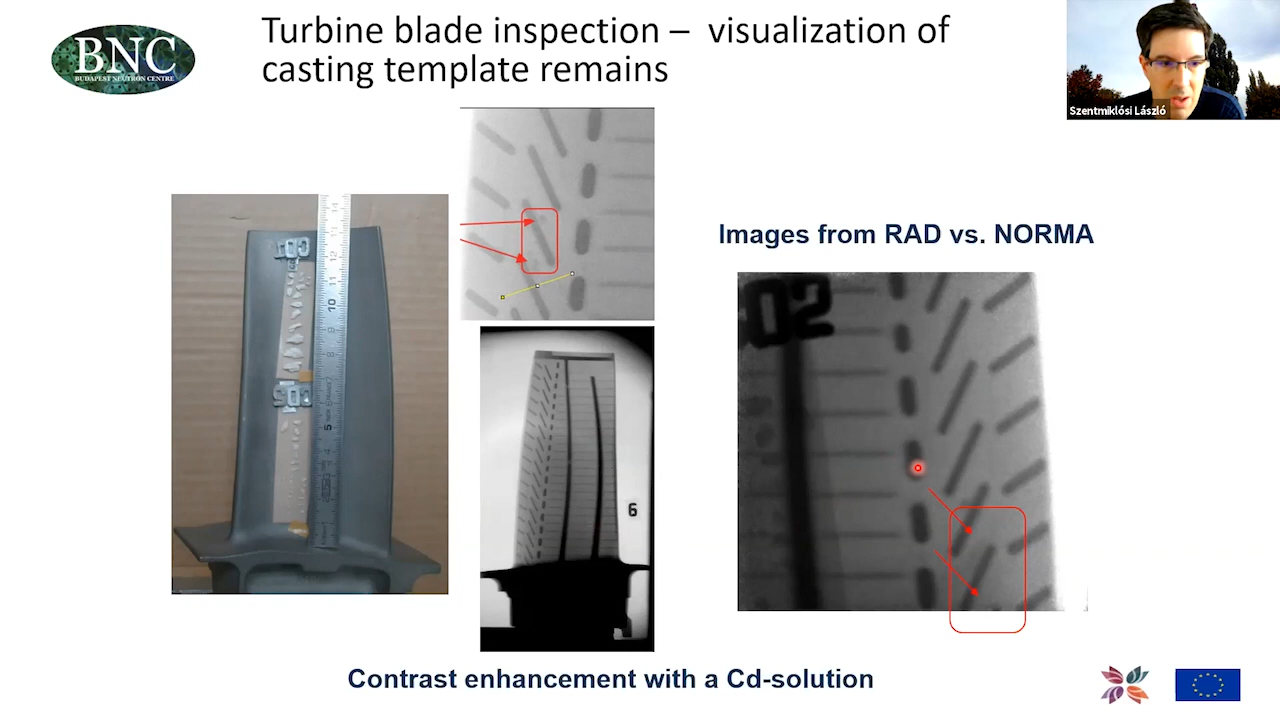 BNC
BUDAPEST NEUTRON CENTRE
Turbine blade inspection – visualization of
casting template remains
Szentmiklósi László
Images from RAD vs. NORMA
02
6
Contrast enhancement with a Cd-solution